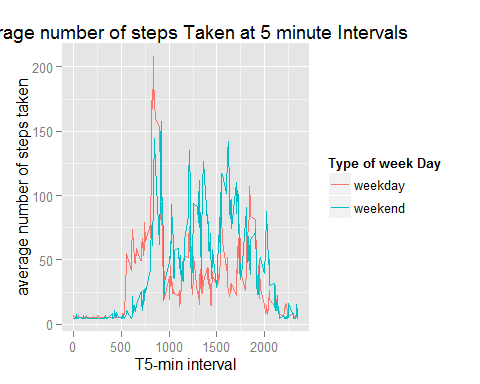 rage number of steps Taken at 5 minute Intervals
average number of steps taken
200
150
100
50
0
0 500 1000 1500 2000
T5-min interval
Type of week Day
weekday
weekend